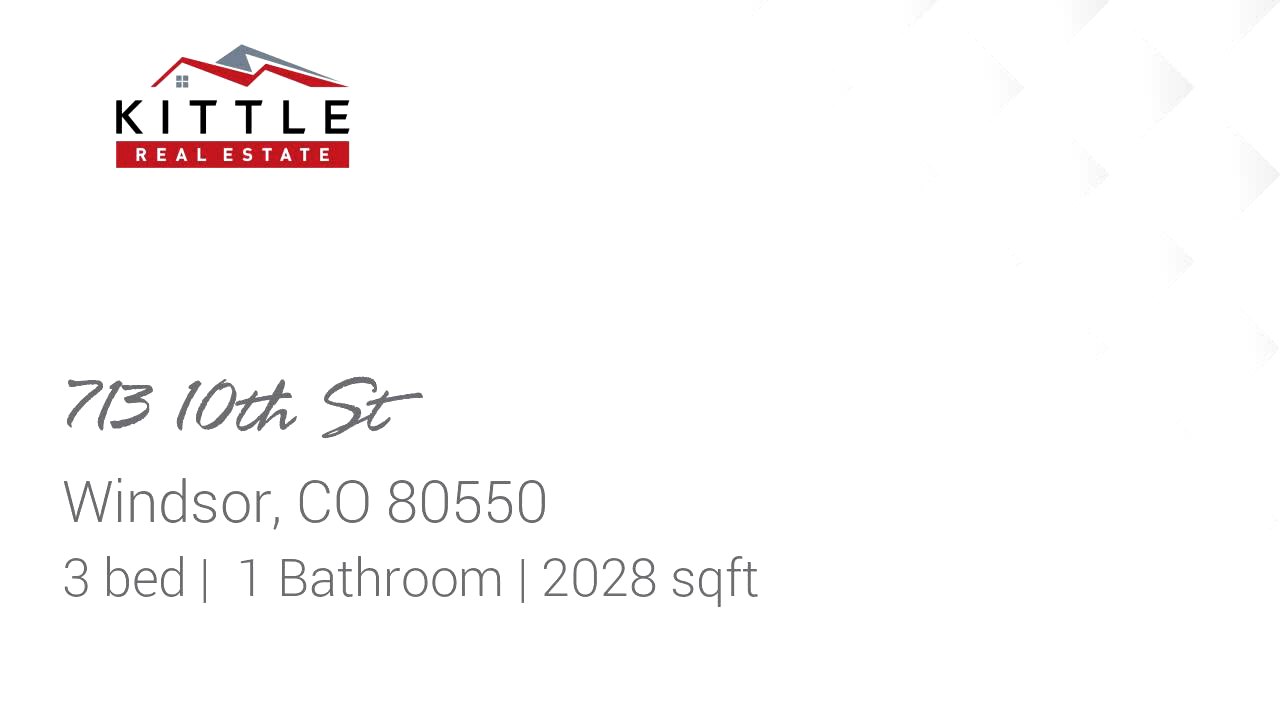 KITTLE
REAL ESTATE
713 10th St
Windsor, CO 80550
3 bed | 1 Bathroom | 2028 sqft